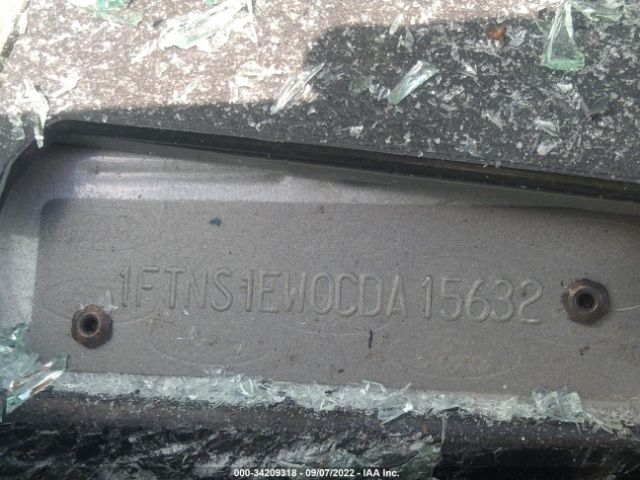 1FTNS1EW0CDA15632
000-34209318 - 09/07/2022 - IAA Inc.